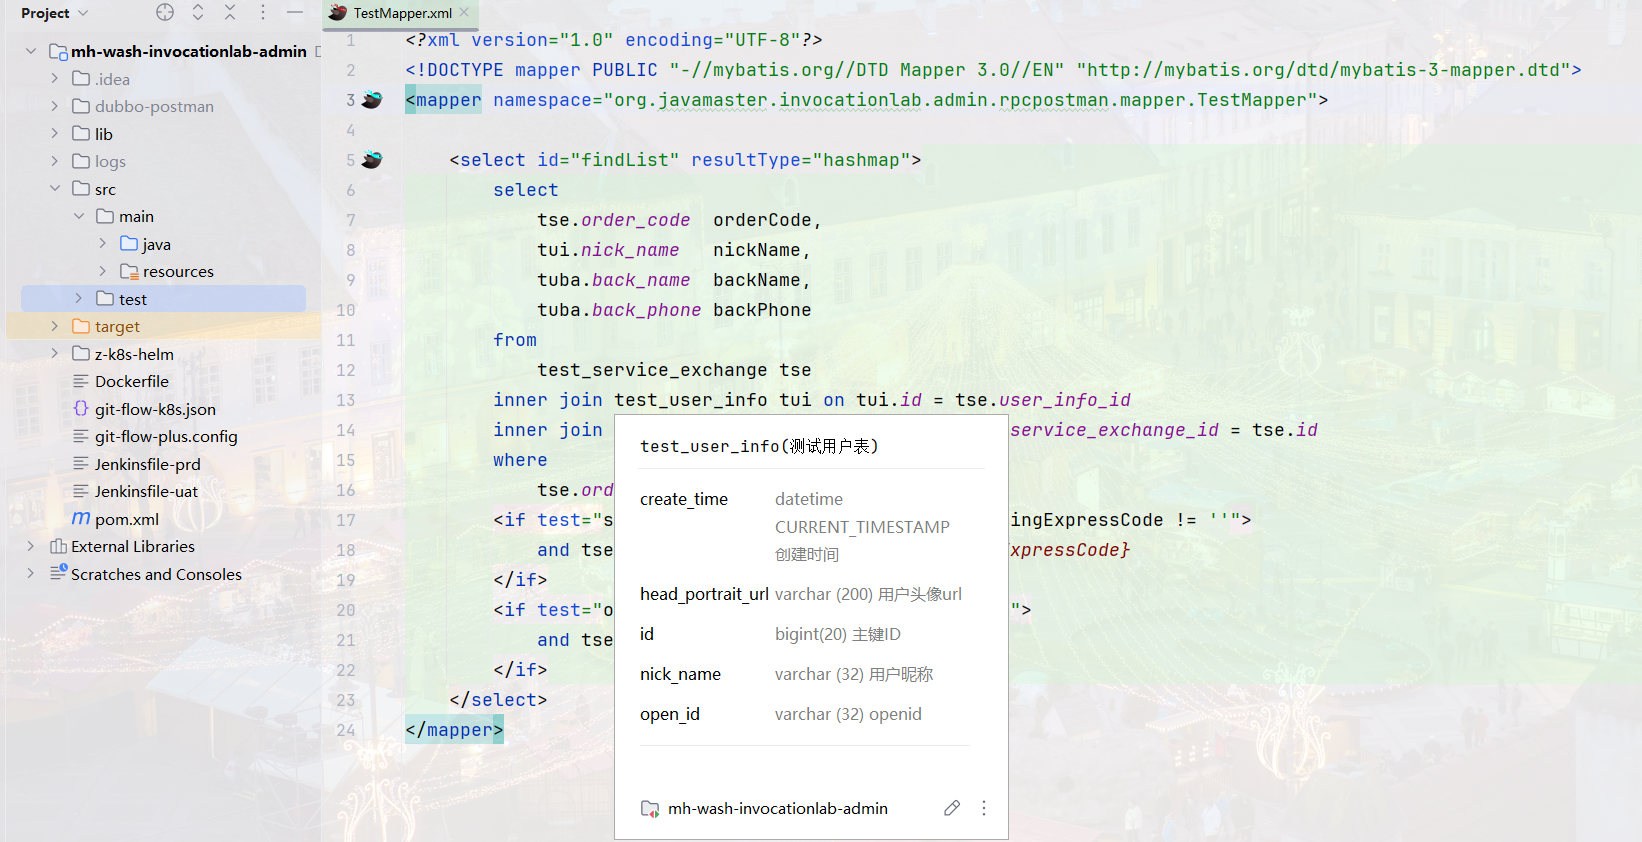 Project
mh-wash-invocationlab-admin
.idea
dubbo-postman
lib
logs
src
main
java
resources
test
target
z-k8s-helm
Dockerfile
git-flow-k8s.json
git-flow-plus.config
Jenkinsfile-prd
Jenkinsfile-uat
pom.xml
External Libraries
Scratches and Consoles
TestMapper.xml
1 <?xml version="1.0" encoding="UTF-8"?>
2 <!DOCTYPE mapper PUBLIC "-//mybatis.org//DTD Mapper 3.0//EN" "http://mybatis.org/dtd/mybatis-3-mapper.dtd">
3 <mapper namespace="org.javamaster.invocationlab.admin.rpcpostman.mapper.TestMapper">
4
5 <select id="findList" resultType="hashmap">
6 select
7 tse.order_code orderCode,
8 tui.nick_name nickName,
9 tuba.back_name backName,
10 tuba.back_phone backPhone
11 from
12 test_service_exchange tse
13 inner join test_user_info tui on tui.id = tse.user_info_id
14 inner join service_exchange_id = tse.id
15 where
16 tse.ord
17 <if test="s ingExpressCode != ''">
18 and tse xpressCode}
19 </if>
20 <if test="o ">
21 and tse
22 </if>
23 </select>
24 </mapper>
test_user_info(测试用户表)
create_time datetime
CURRENT_TIMESTAMP
创建时间
head_portrait_url varchar (200) 用户头像url
id bigint(20) 主键ID
nick_name varchar (32) 用户昵称
open_id varchar (32) openid
mh-wash-invocationlab-admin